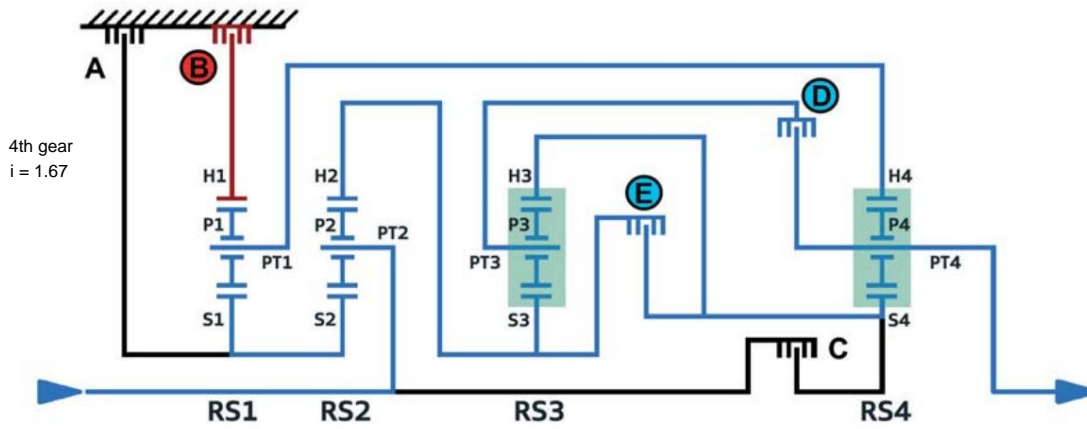 A
B
D
4th gear
i = 1.67
H1
H2
H3
E
H4
P1
P2
PT2
P3
P4
PT1
PT3
PT4
S1
S2
S3
S4
C
RS1
RS2
RS3
RS4